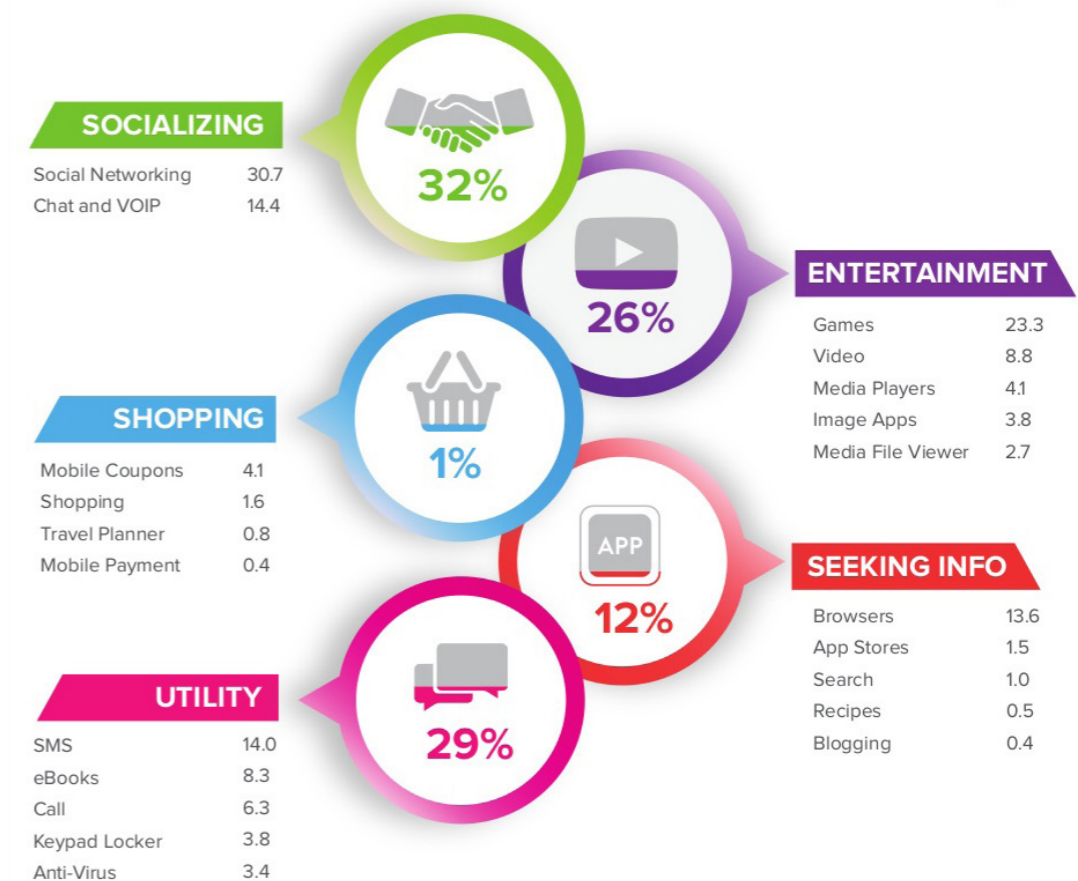 SOCIALIZING
Social Networking 30.7
Chat and VOIP 14.4
32%
ENTERTAINMENT
26%
Games 23.3
Video 8.8
Media Players 4.1
Image Apps 3.8
Media File Viewer 2.7
SHOPPING
1%
Mobile Coupons 4.1
Shopping 1.6
Travel Planner 0.8
Mobile Payment 0.4
APP
12%
SEEKING INFO
Browsers 13.6
App Stores 1.5
Search 1.0
Recipes 0.5
Blogging 0.4
UTILITY
29%
SMS 14.0
eBooks 8.3
Call 6.3
Keypad Locker 3.8
Anti-Virus 3.4